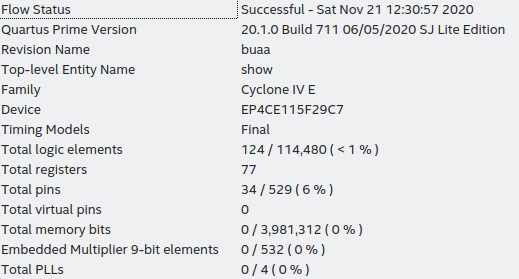 Flow Status Successful - Sat Nov 21 12:30:57 2020
Quartus Prime Version 20.1.0 Build 711 06/05/2020 SJ Lite Edition
Revision Name buaa
Top-level Entity Name show
Family Cyclone IV E
Device EP4CE115F29C7
Timing Models Final
Total logic elements 124 / 114,480 ( < 1 % )
Total registers 77
Total pins 34 / 529 ( 6 % )
Total virtual pins 0
Total memory bits 0 / 3,981,312 ( 0 % )
Embedded Multiplier 9-bit elements 0 / 532 ( 0 % )
Total PLLs 0 / 4 ( 0 % )